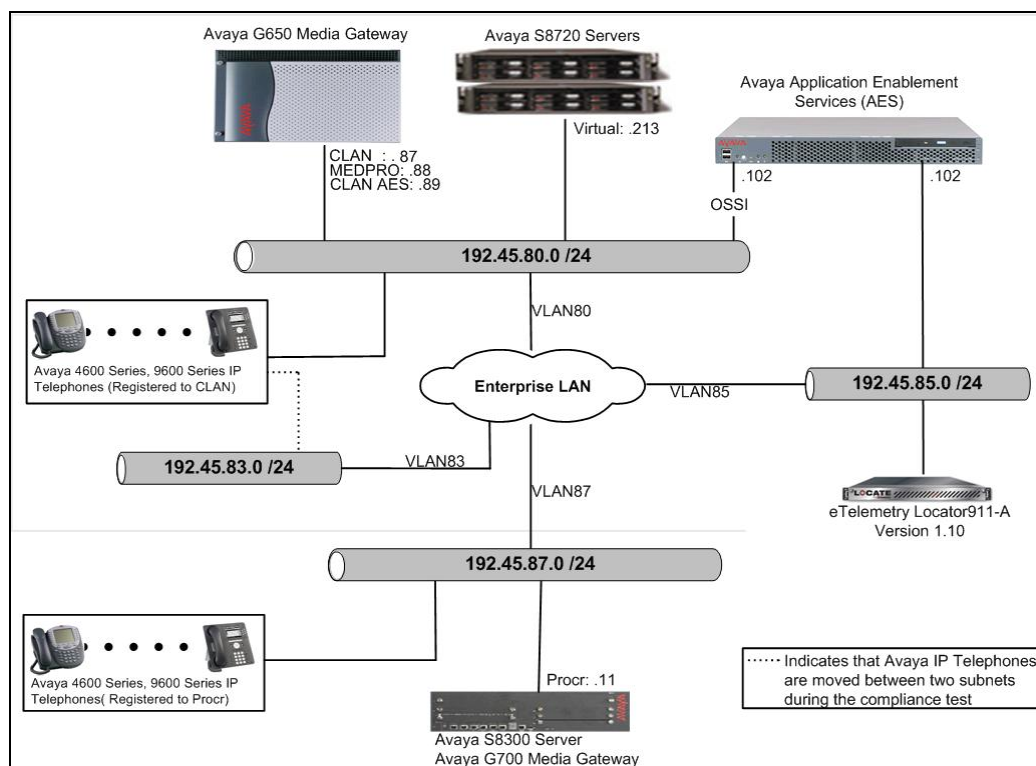 Avaya G650 Media Gateway
Avaya S8720 Servers
Avaya Application Enablement
Services (AES)
AVAYA
AVAYA
Virtual: .213
CLAN : . 87
MEDPRO: .88
CLAN AES: .89
.102
.102
OSSI
192.45.80.0 /24
VLAN80
Avaya 4600 Series, 9600 Series IP
Telephones (Registered to CLAN)
Enterprise LAN
VLAN85
192.45.85.0 /24
192.45.83.0 /24
VLAN83
VLAN87
LOCATE
eTelemetry Locator911-A
Version 1.10
192.45.87.0 /24
Avaya 4600 Series, 9600 Series IP
Telephones( Registered to Procr)
Procr: .11
AVAYA
Avaya S8300 Server
Avaya G700 Media Gateway
Indicates that Avaya IP Telephones
are moved between two subnets
during the compliance test